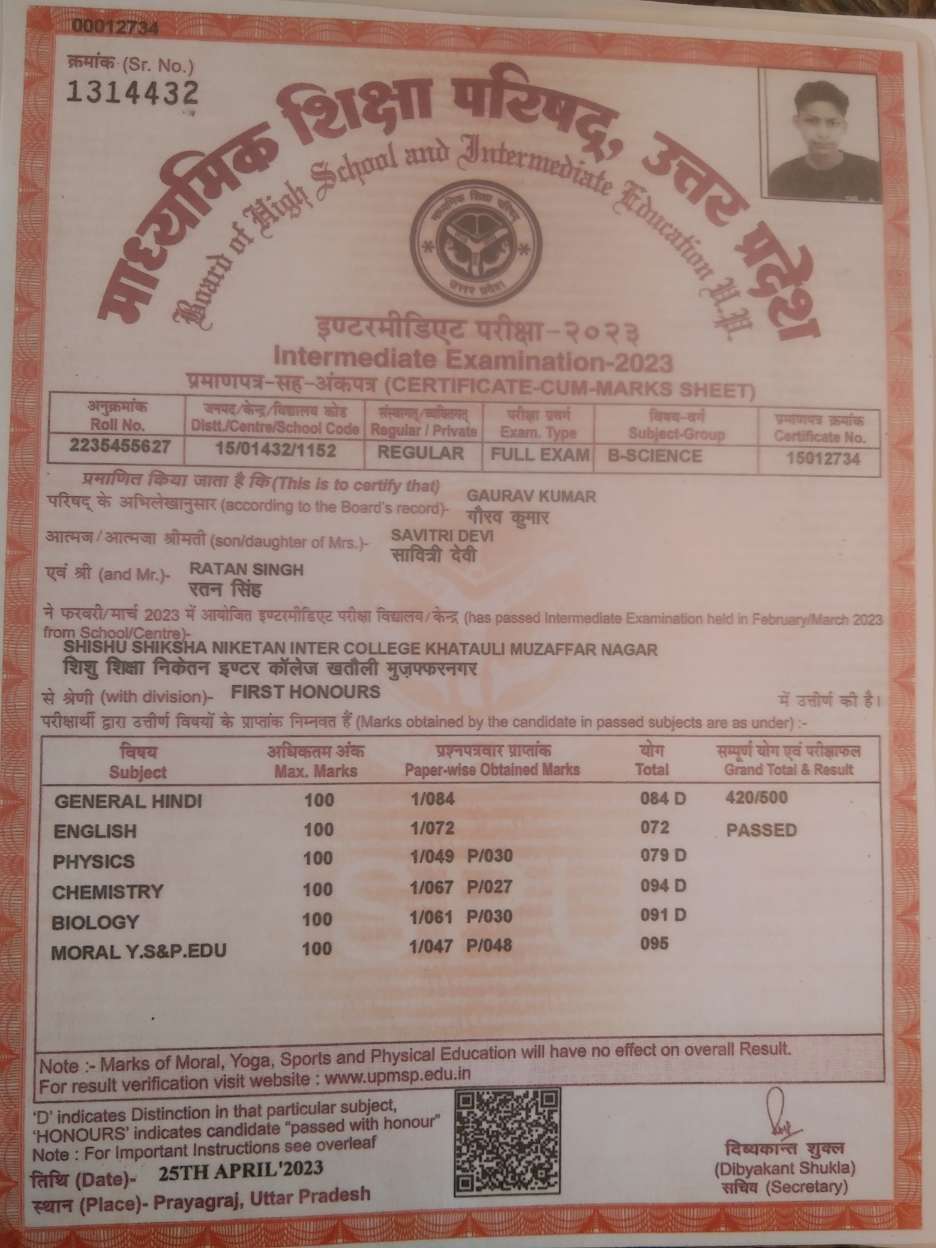 00012734
क्रमांक (Sr. No.)
1314432
माध्यमिक शिक्षा परिषद्, उत्तर प्रदेश
Board of High School and Intermediate Education U.P.
माध्यमिक शिक्षा परिषद
उत्तर प्रदेश
इण्टरमीडिएट परीक्षा-२०२३
Intermediate Examination-2023
प्रमाणपत्र-सह-अंकपत्र (CERTIFICATE-CUM-MARKS SHEET)
अनुक्रमांक जनपद/केन्द्र/विद्यालय कोड संस्थागत/व्यक्तिगत परीक्षा प्रवर्ग विषय-वर्ग प्रमाणपत्र क्रमांक
Roll No. Distt./Centre/School Code Regular / Private Exam. Type Subject-Group Certificate No.
2235455627 15/01432/1152 REGULAR FULL EXAM B-SCIENCE 15012734
प्रमाणित किया जाता है कि (This is to certify that)
परिषद् के अभिलेखानुसार (according to the Board's record)- GAURAV KUMAR
गौरव कुमार
आत्मज/आत्मजा श्रीमती (son/daughter of Mrs.)- SAVITRI DEVI
सावित्री देवी
एवं श्री (and Mr.)- RATAN SINGH
रतन सिंह
ने फरवरी/मार्च 2023 में आयोजित इण्टरमीडिएट परीक्षा विद्यालय/केन्द्र (has passed Intermediate Examination held in February/March 2023
from School/Centre)-
SHISHU SHIKSHA NIKETAN INTER COLLEGE KHATAULI MUZAFFAR NAGAR
शिशु शिक्षा निकेतन इण्टर कॉलेज खतौली मुज़फ्फरनगर
से श्रेणी (with division)- FIRST HONOURS में उत्तीर्ण की है।
परीक्षार्थी द्वारा उत्तीर्ण विषयों के प्राप्तांक निम्नवत हैं (Marks obtained by the candidate in passed subjects are as under) :-
विषय अधिकतम अंक प्रश्नपत्रवार प्राप्तांक योग सम्पूर्ण योग एवं परीक्षाफल
Subject Max. Marks Paper-wise Obtained Marks Total Grand Total & Result
GENERAL HINDI 100 1/084 084 D 420/500
ENGLISH 100 1/072 072 PASSED
PHYSICS 100 1/049 P/030 079 D
CHEMISTRY 100 1/067 P/027 094 D
BIOLOGY 100 1/061 P/030 091 D
MORAL Y.S&P.EDU 100 1/047 P/048 095
Note :- Marks of Moral, Yoga, Sports and Physical Education will have no effect on overall Result.
For result verification visit website : www.upmsp.edu.in
'D' indicates Distinction in that particular subject,
'HONOURS' indicates candidate "passed with honour"
Note : For Important Instructions see overleaf
तिथि (Date)- 25TH APRIL'2023
स्थान (Place)- Prayagraj, Uttar Pradesh
दिव्यकान्त शुक्ल
(Dibyakant Shukla)
सचिव (Secretary)